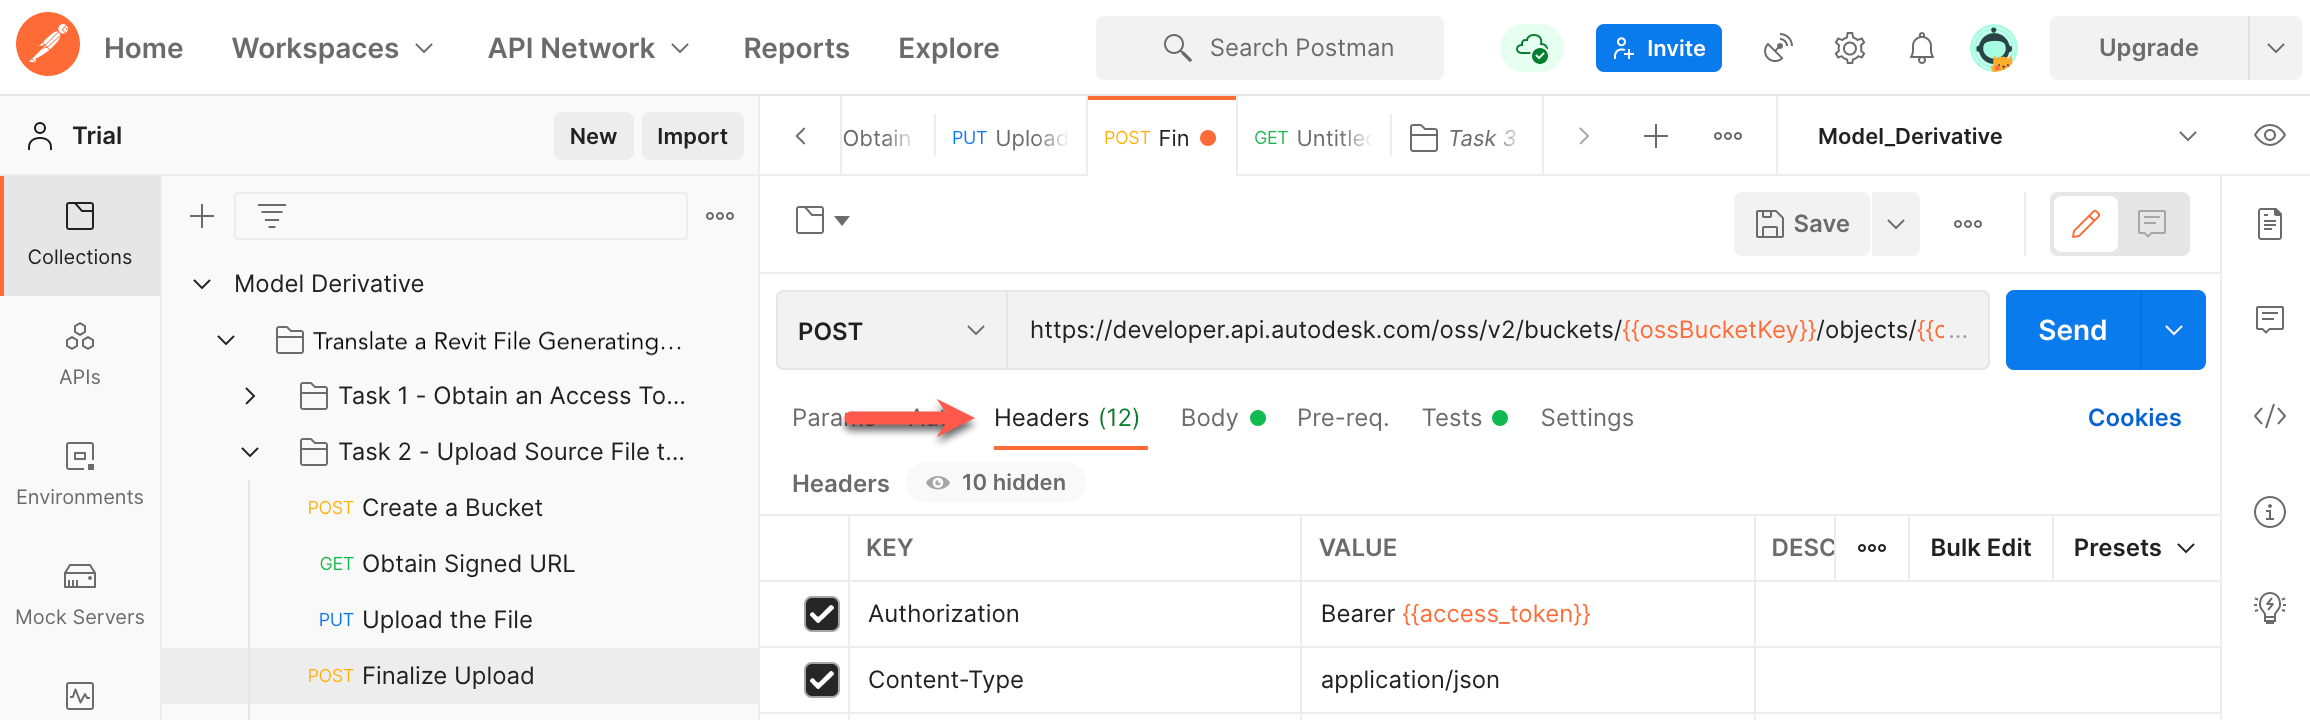 Home Workspaces API Network Reports Explore Search Postman Invite Upgrade
Trial New Import
Obtain PUT Upload POST Fin GET Untitled Task 3 Model_Derivative
Collections
APIs
Environments
Mock Servers
Model Derivative
Translate a Revit File Generating...
Task 1 - Obtain an Access To...
Task 2 - Upload Source File t...
POST Create a Bucket
GET Obtain Signed URL
PUT Upload the File
POST Finalize Upload
Save
POST https://developer.api.autodesk.com/oss/v2/buckets/{{ossBucketKey}}/objects/{{c... Send
Headers (12) Body Pre-req. Tests Settings Cookies
Headers 10 hidden
KEY VALUE DESC Bulk Edit Presets
Authorization Bearer {{access_token}}
Content-Type application/json